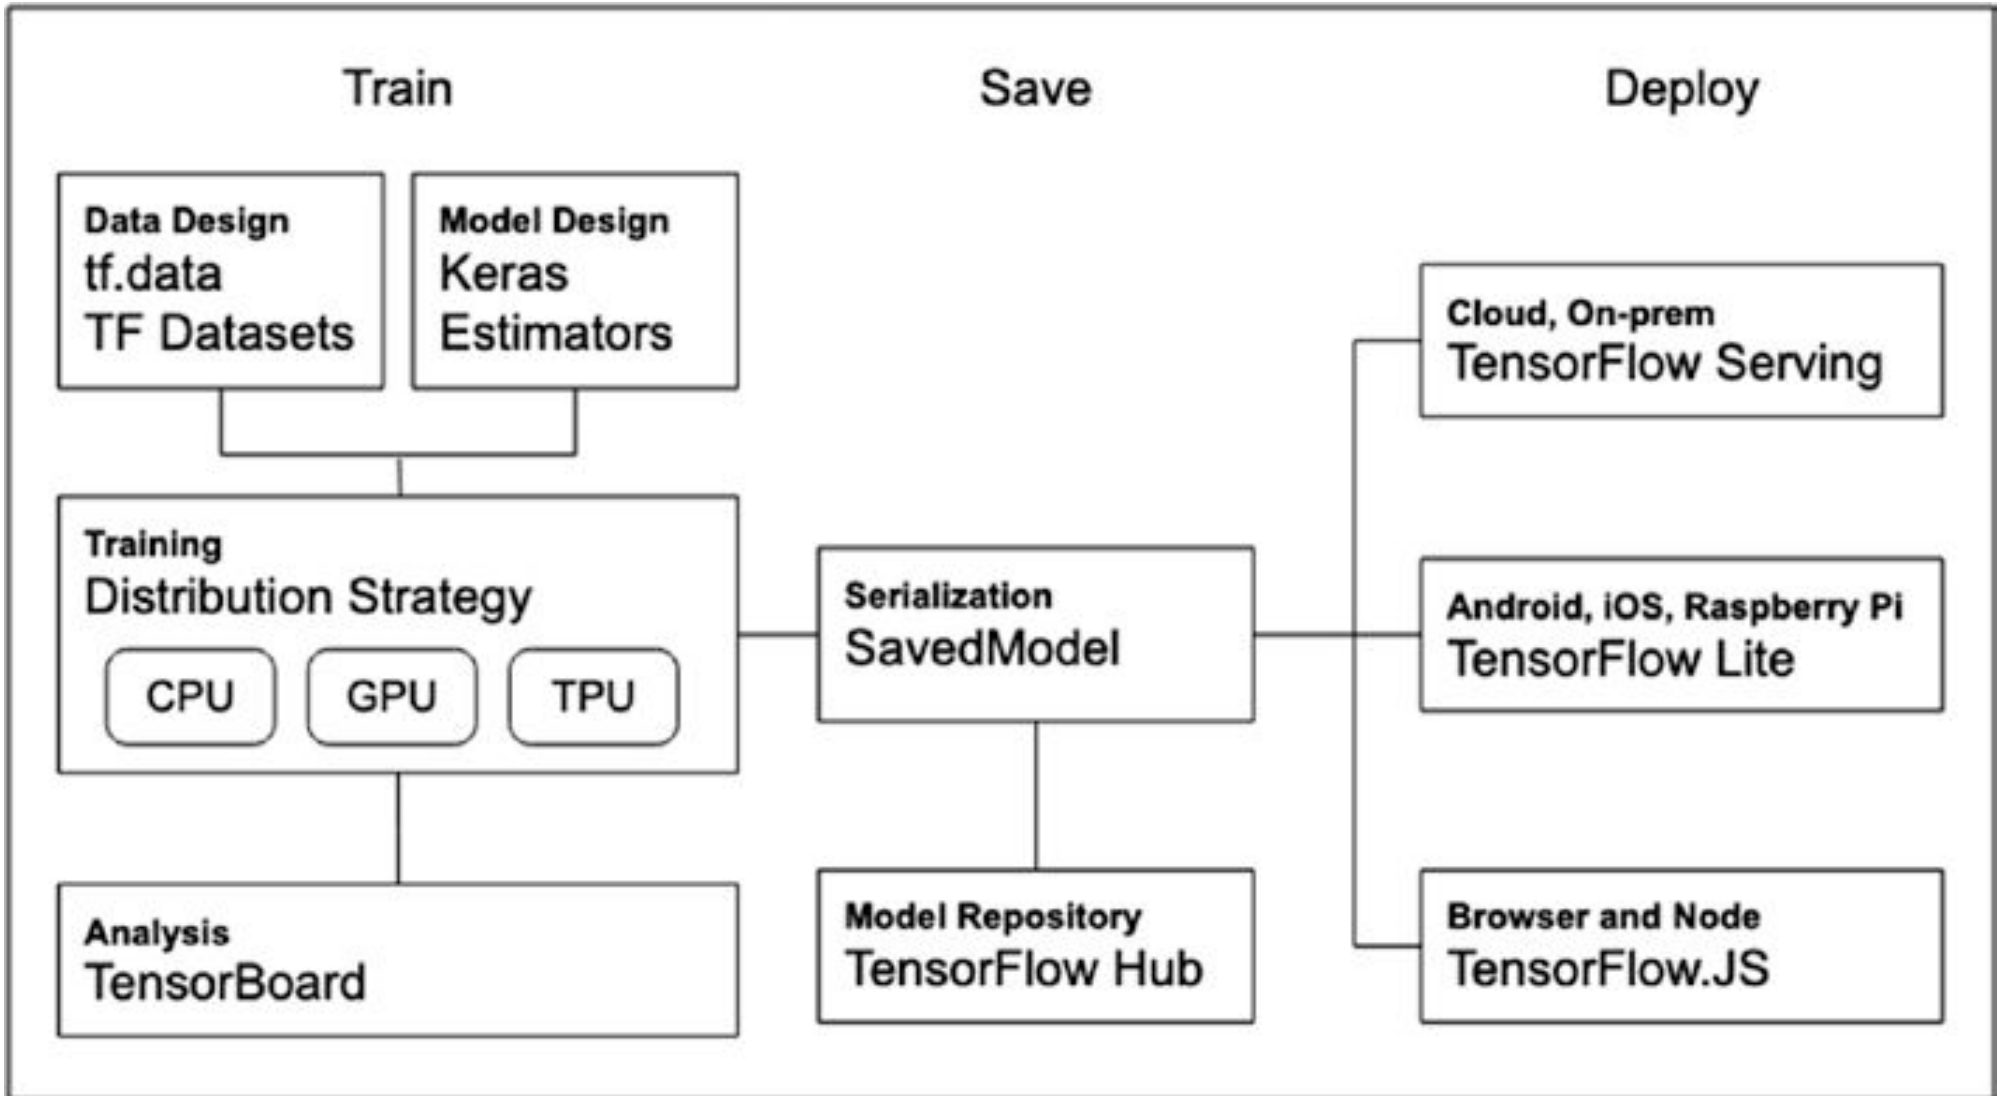 Train
Save
Deploy
Data Design
tf.data
TF Datasets
Model Design
Keras
Estimators
Training
Distribution Strategy
CPU
GPU
TPU
Analysis
TensorBoard
Serialization
SavedModel
Model Repository
TensorFlow Hub
Cloud, On-prem
TensorFlow Serving
Android, iOS, Raspberry Pi
TensorFlow Lite
Browser and Node
TensorFlow.JS